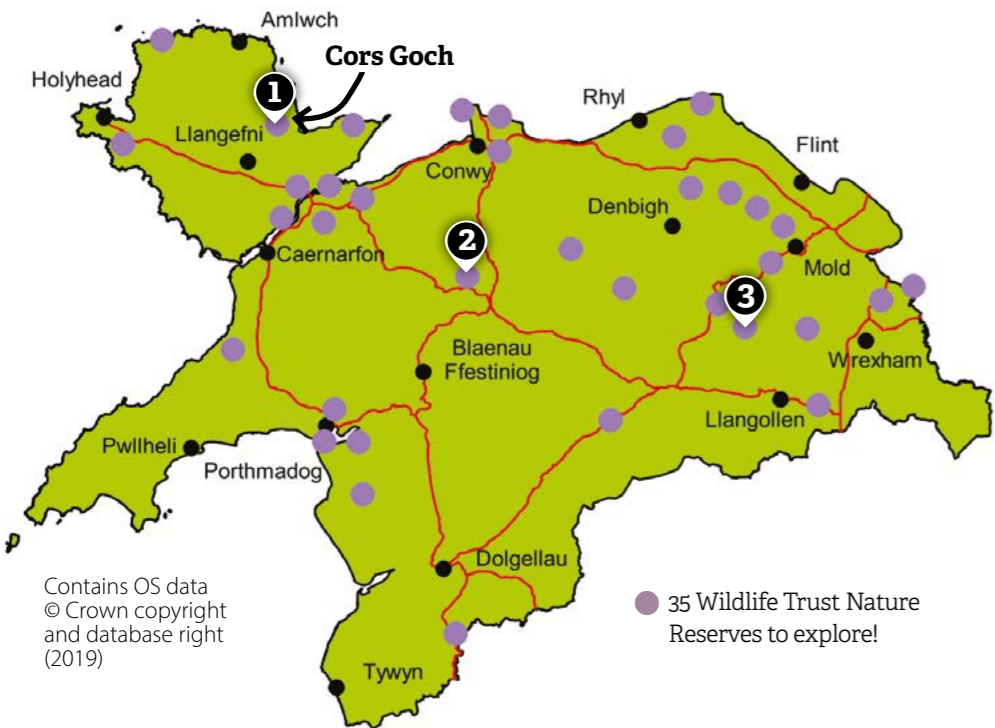 Amlwch
Cors Goch
Holyhead
1
Llangefni
Rhyl
Flint
Conwy
Denbigh
2
Caernarfon
Mold
3
Blaenau
Ffestiniog
Wrexham
Llangollen
Pwllheli
Porthmadog
Dolgellau
Contains OS data
© Crown copyright
and database right
(2019)
35 Wildlife Trust Nature
Reserves to explore!
Tywyn